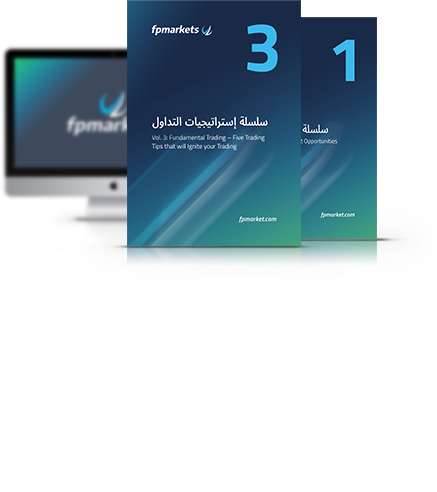 fpmarkets
3
سلسلة إستراتيجيات التداول
Vol. 3: Fundamental Trading – Five Trading
Tips that will Ignite your Trading
fpmarket.com
1
سلسلة
Opportunities
fpmarket.com
fpmarkets